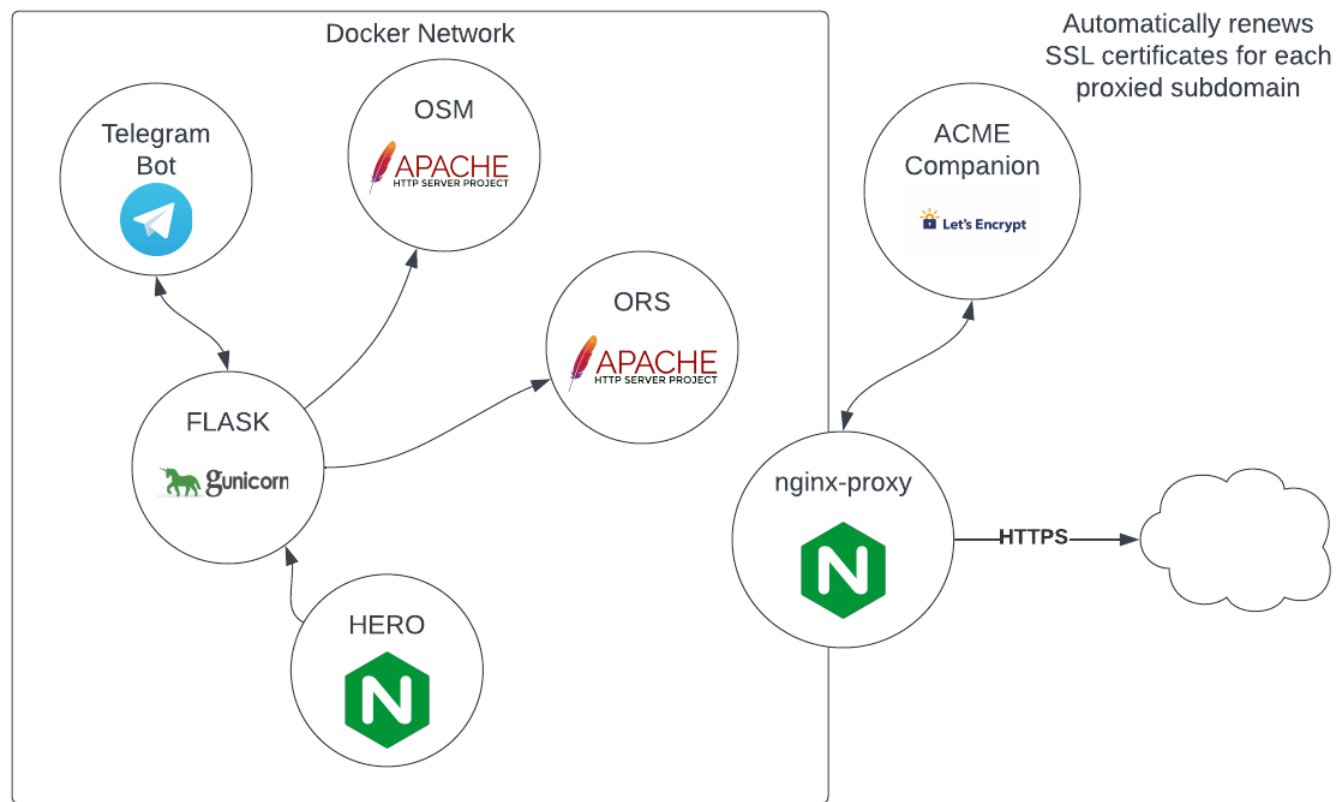 Docker Network
Automatically renews
SSL certificates for each
proxied subdomain
Telegram
Bot
OSM
APACHE
HTTP SERVER PROJECT
ACME
Companion
Let's Encrypt
ORS
APACHE
HTTP SERVER PROJECT
FLASK
gunicorn
nginx-proxy
N
HTTPS
HERO
N